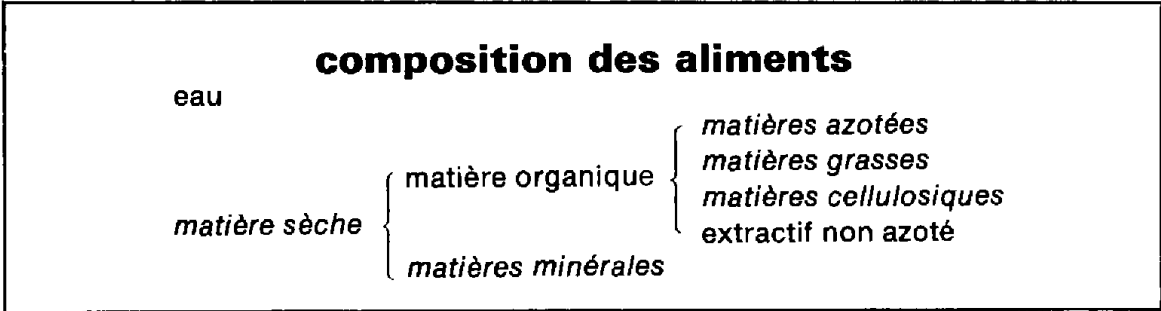 composition des aliments
eau
matières azotées
matière organique
matières grasses
matières cellulosiques
extractif non azoté
matière sèche
matières minérales